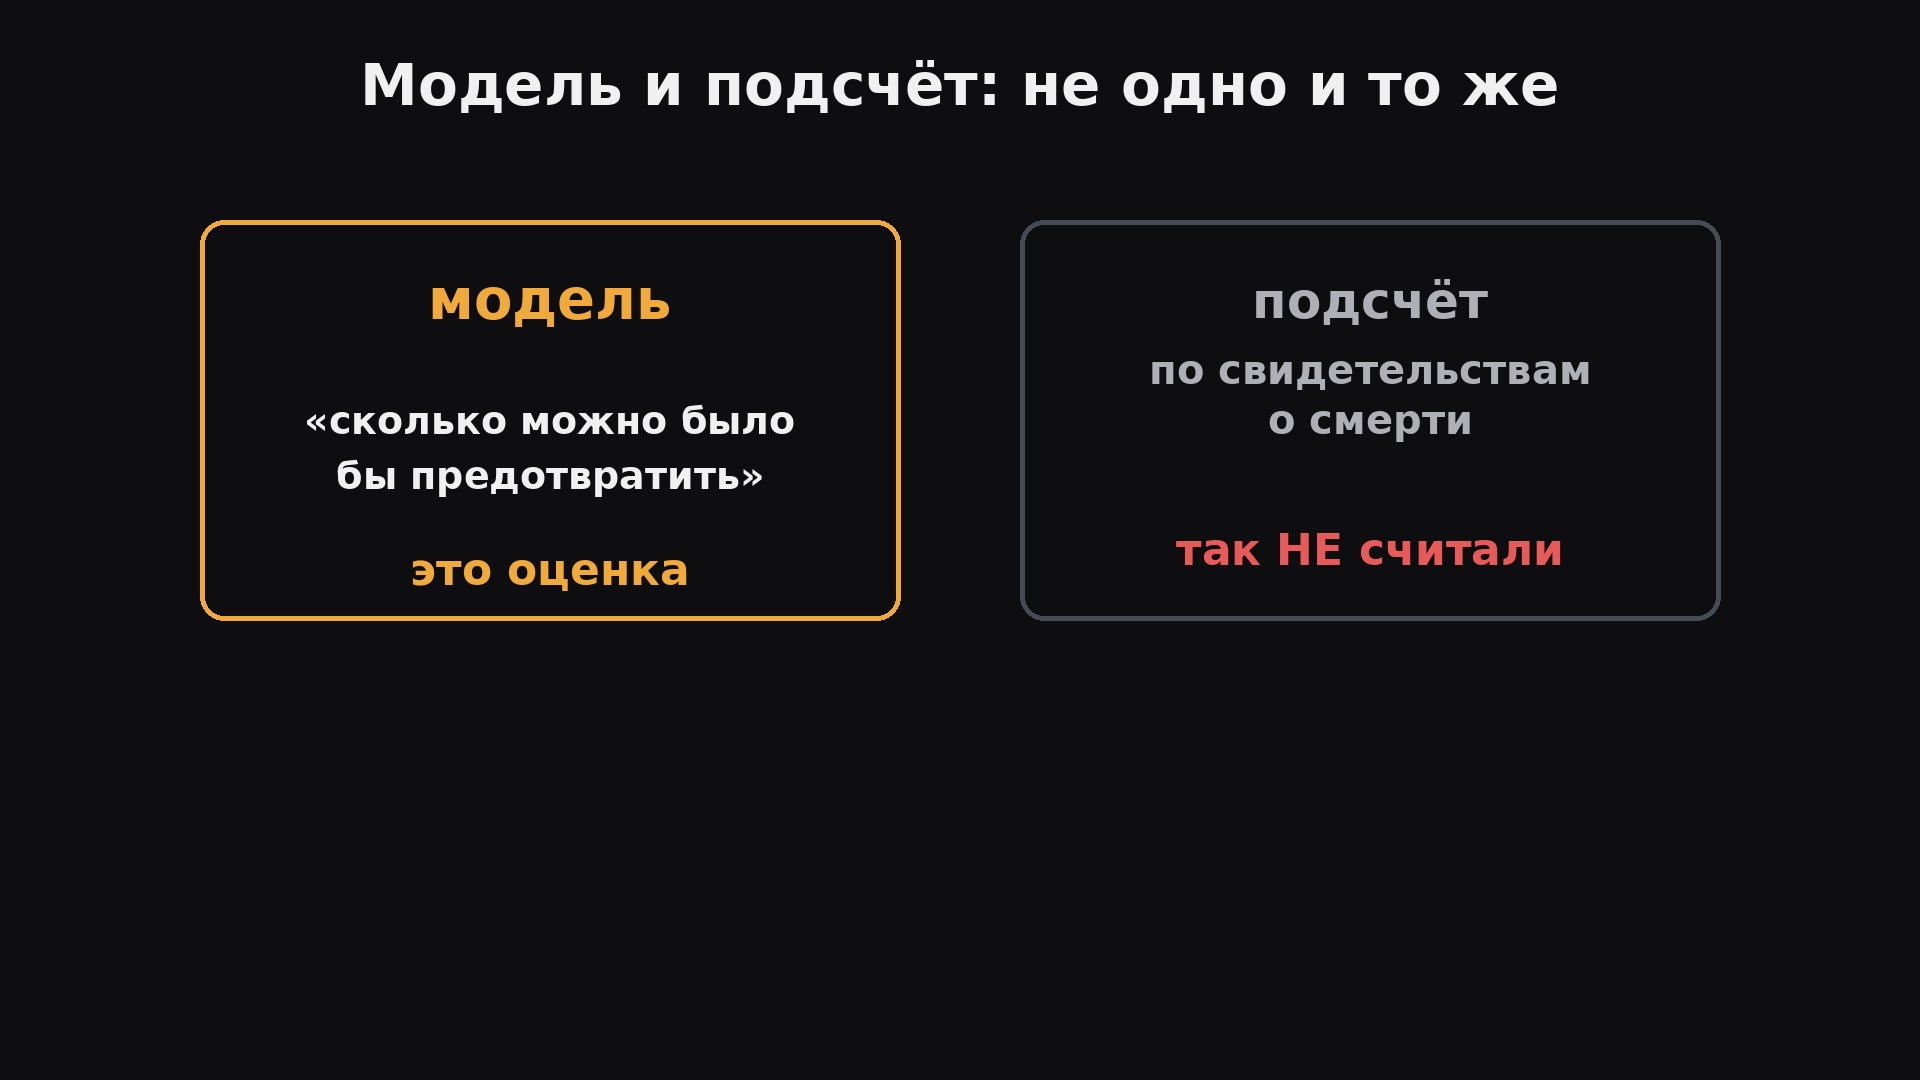 Модель и подсчёт: не одно и то же
модель
«сколько можно было
бы предотвратить»
это оценка
подсчёт
по свидетельствам
о смерти
так НЕ считали